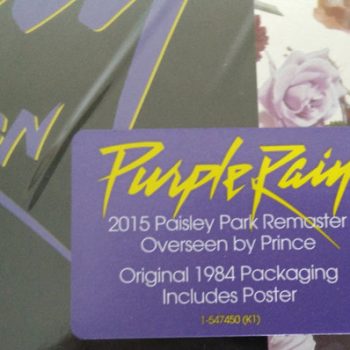 Purple Rain
2015 Paisley Park Remaster
Overseen by Prince
Original 1984 Packaging
Includes Poster
1-547450 (K1)